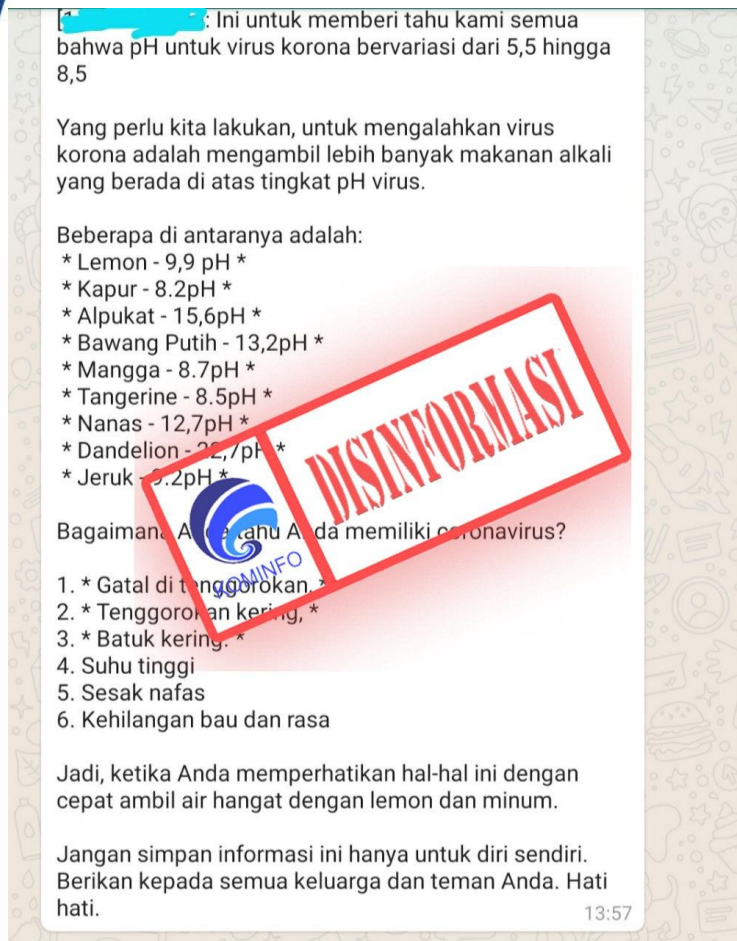 : Ini untuk memberi tahu kami semua
bahwa pH untuk virus korona bervariasi dari 5,5 hingga
8,5
Yang perlu kita lakukan, untuk mengalahkan virus
korona adalah mengambil lebih banyak makanan alkali
yang berada di atas tingkat pH virus.
Beberapa di antaranya adalah:
* Lemon - 9,9 pH *
* Kapur - 8.2pH *
* Alpukat - 15,6pH *
* Bawang Putih - 13,2pH *
* Mangga - 8.7pH *
* Tangerine - 8.5pH *
* Nanas - 12,7pH *
* Dandelion - *
* Jeruk - *
DISINFORMASI
KOMINFO
Bagaimana Anda tahu Anda memiliki coronavirus?
1. * Gatal di tenggorokan, *
2. * Tenggorokan kering, *
3. * Batuk kering. *
4. Suhu tinggi
5. Sesak nafas
6. Kehilangan bau dan rasa
Jadi, ketika Anda memperhatikan hal-hal ini dengan
cepat ambil air hangat dengan lemon dan minum.
Jangan simpan informasi ini hanya untuk diri sendiri.
Berikan kepada semua keluarga dan teman Anda. Hati
hati.
13:57